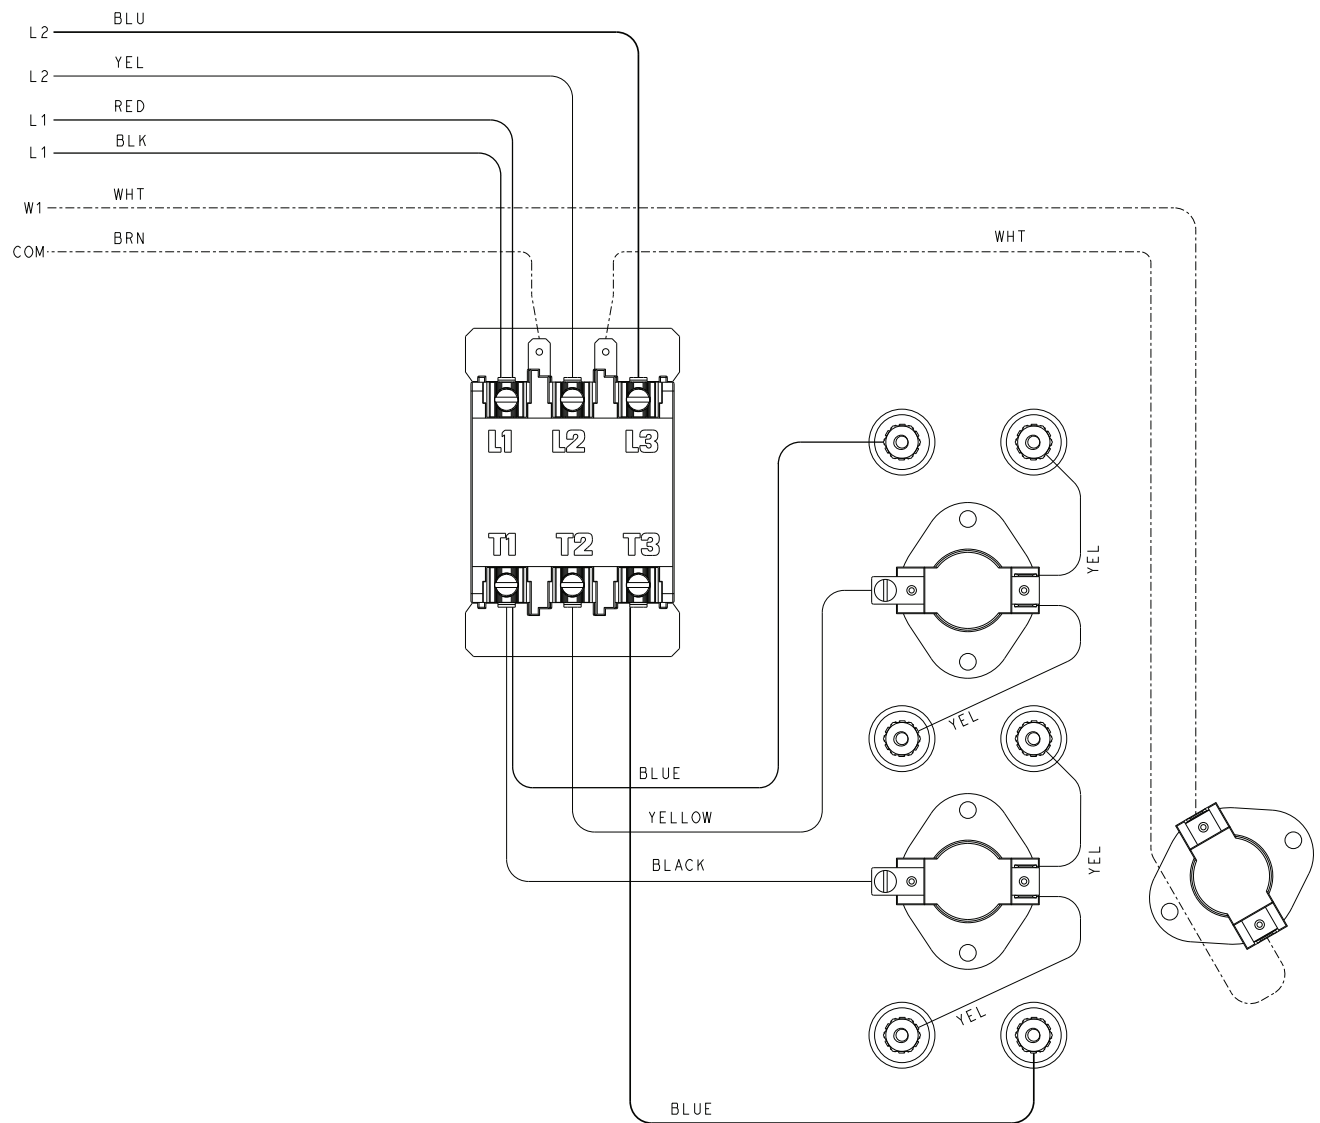 BLU
L2
YEL
L2
RED
L1
BLK
L1
WHT
W1
BRN
COM
WHT
L1 L2 L3
T1 T2 T3
YEL
YEL
BLUE
YELLOW
BLACK
YEL
YEL
BLUE